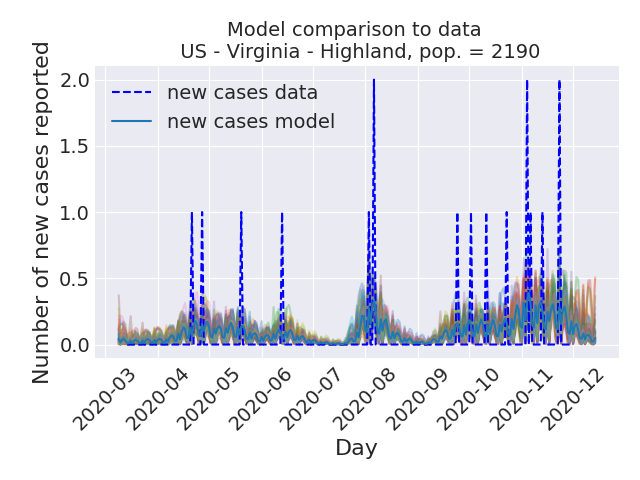 Model comparison to data
US - Virginia - Highland, pop. = 2190
new cases data
new cases model
Number of new cases reported
2.0
1.5
1.0
0.5
0.0
2020-03
2020-04
2020-05
2020-06
2020-07
2020-08
2020-09
2020-10
2020-11
2020-12
Day